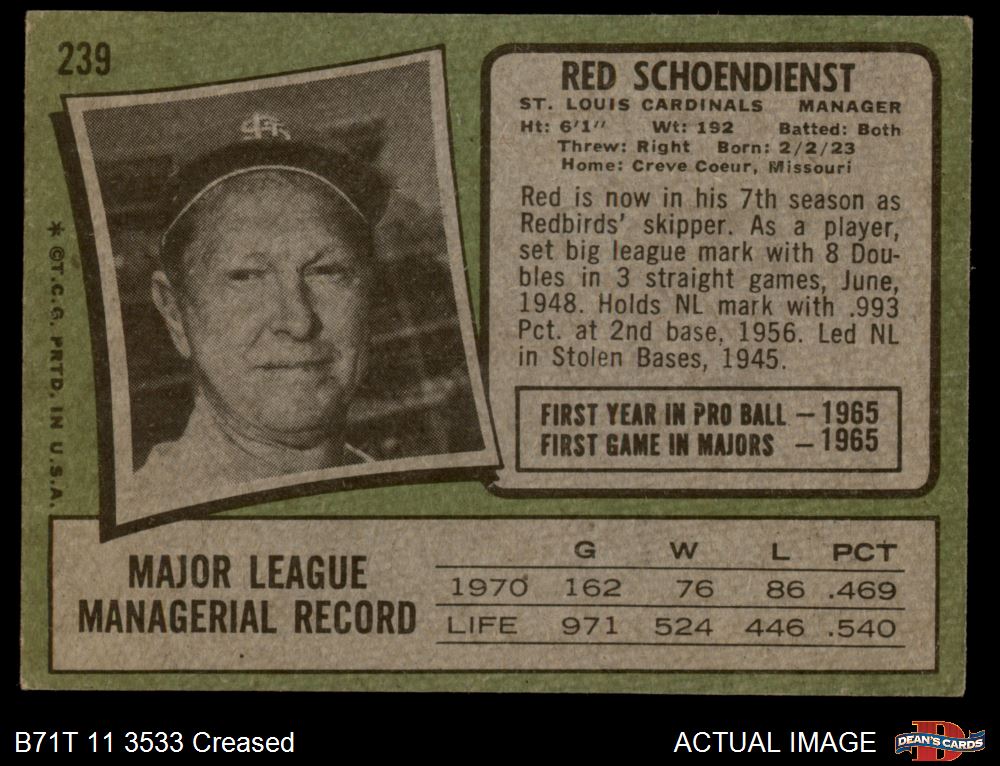 239
RED SCHOENDIENST
ST. LOUIS CARDINALS MANAGER
Ht: 6'1" Wt: 192 Batted: Both
Threw: Right Born: 2/2/23
Home: Creve Coeur, Missouri
Red is now in his 7th season as
Redbirds' skipper. As a player,
set big league mark with 8 Dou-
bles in 3 straight games, June,
1948. Holds NL mark with .993
Pct. at 2nd base, 1956. Led NL
in Stolen Bases, 1945.
FIRST YEAR IN PRO BALL — 1965
FIRST GAME IN MAJORS — 1965
* ©T.C.G. PRTD. IN U.S.A.
MAJOR LEAGUE
MANAGERIAL RECORD
G W L PCT
1970 162 76 86 .469
LIFE 971 524 446 .540
B71T 11 3533 Creased
ACTUAL IMAGE
DEAN'S CARDS